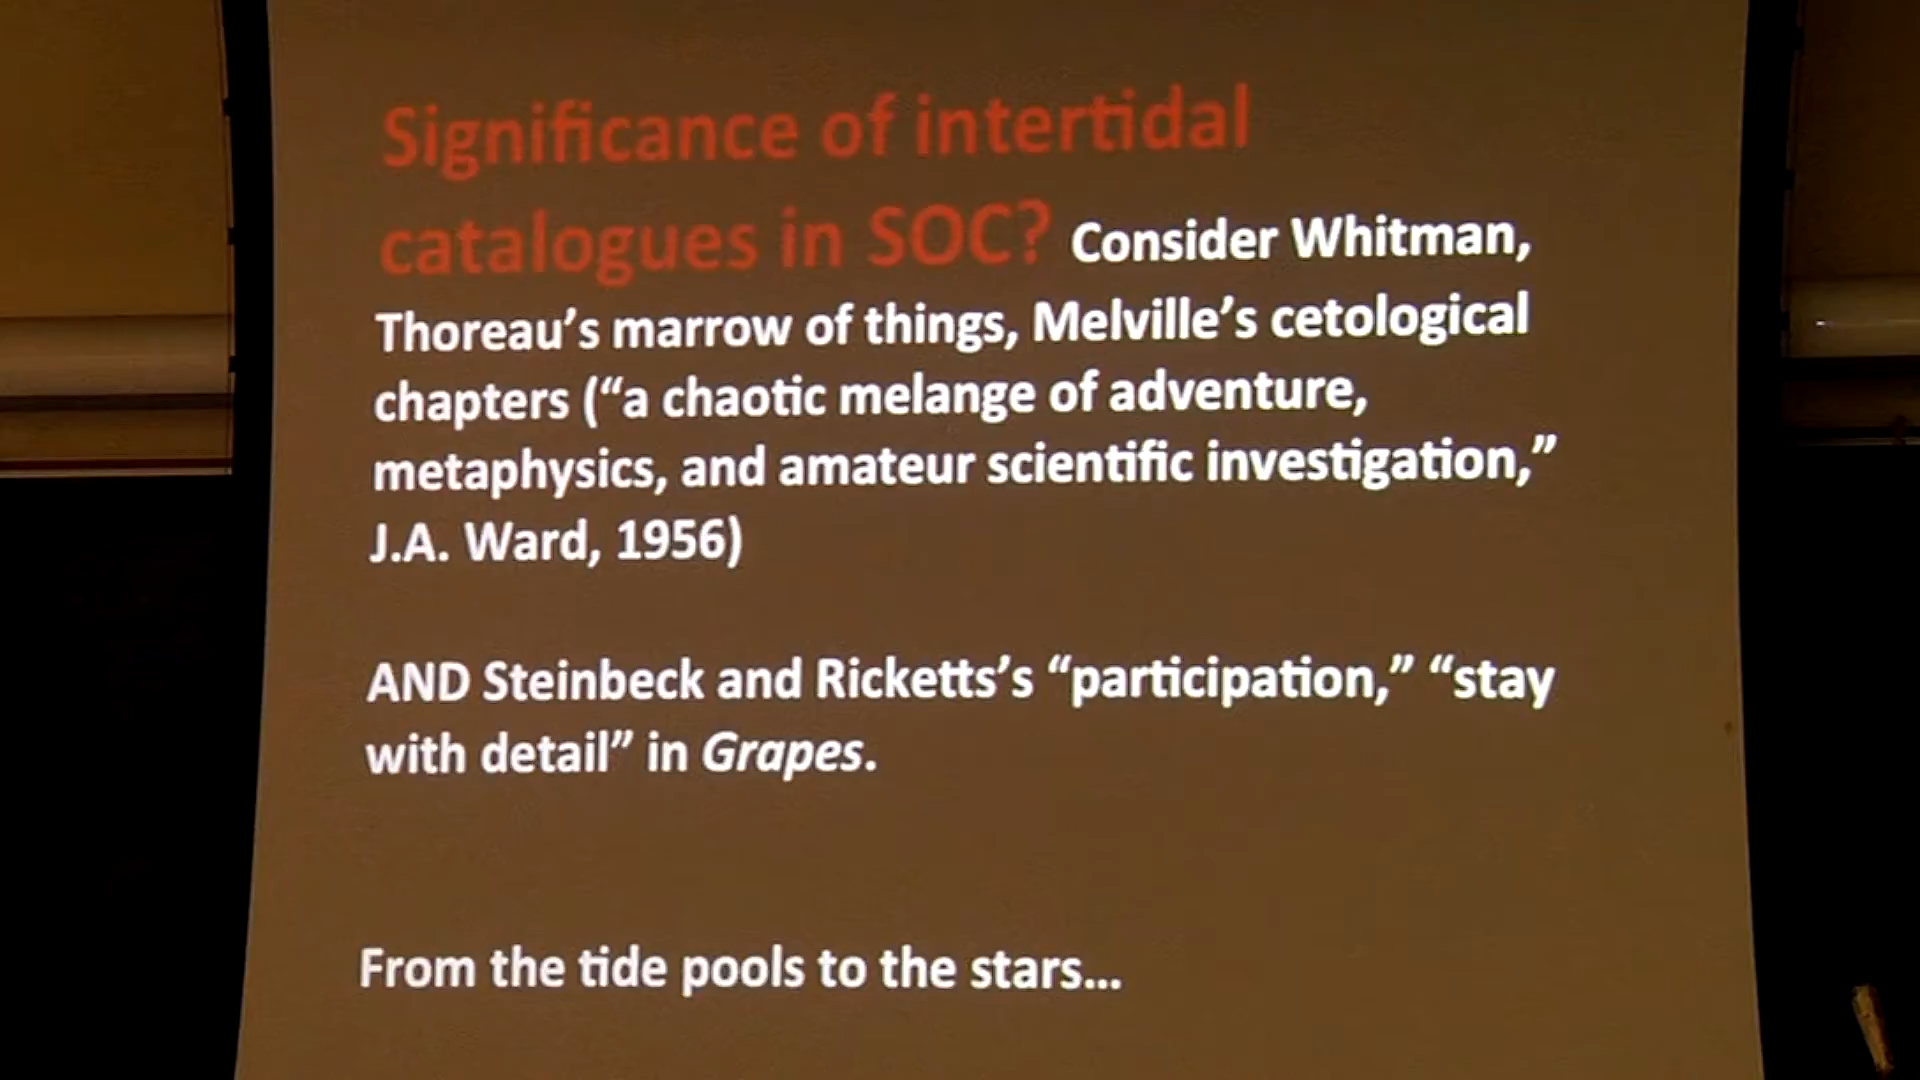 Significance of intertidal
catalogues in SOC? Consider Whitman,
Thoreau’s marrow of things, Melville’s cetological
chapters (“a chaotic melange of adventure,
metaphysics, and amateur scientific investigation,”
J.A. Ward, 1956)
AND Steinbeck and Ricketts’s “participation,” “stay
with detail” in Grapes.
From the tide pools to the stars...